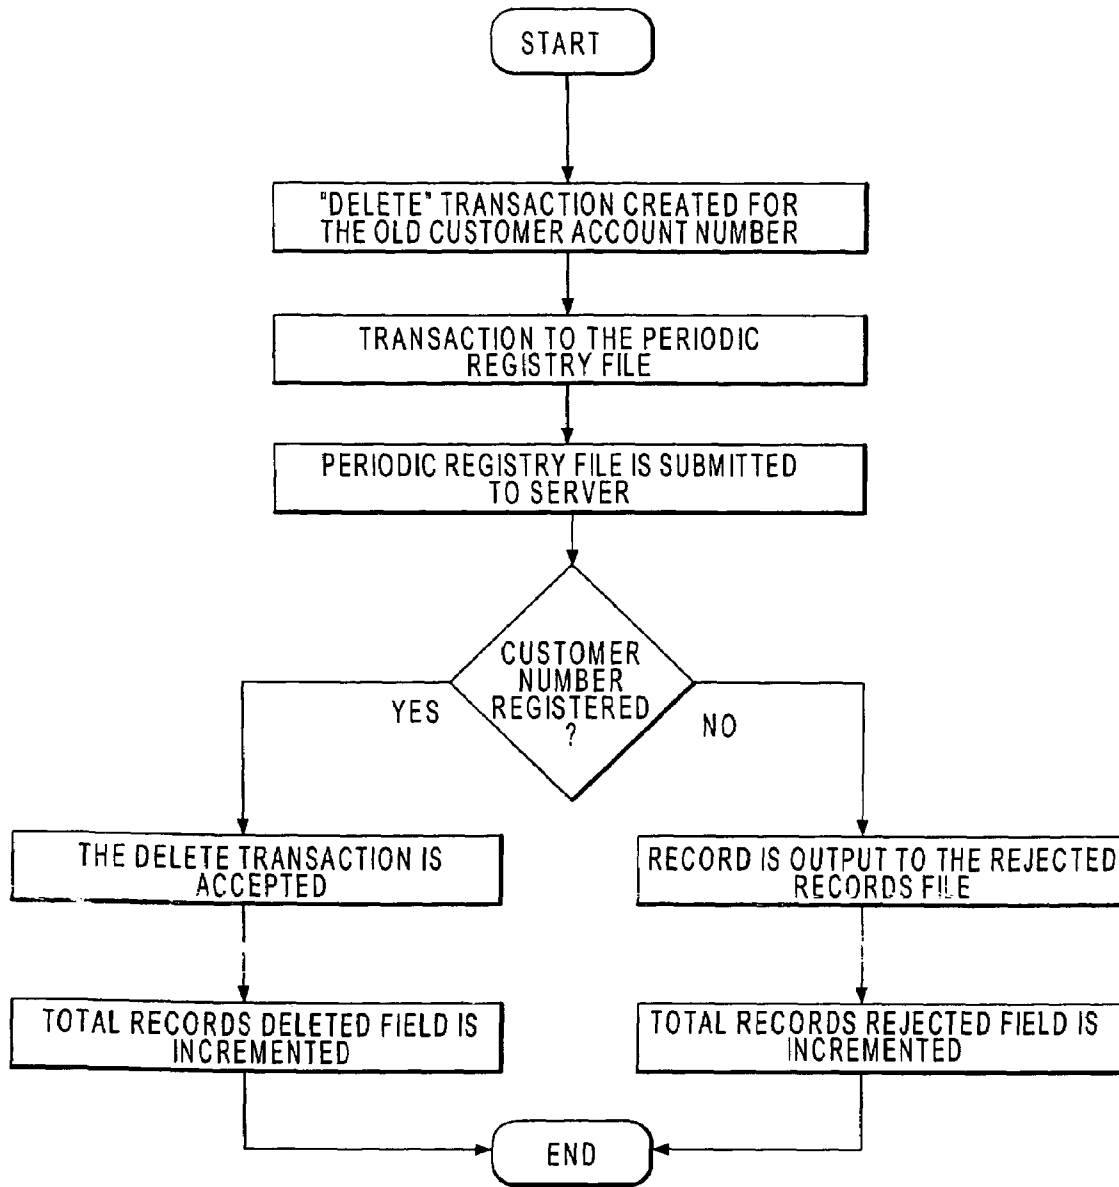 START
"DELETE" TRANSACTION CREATED FOR
THE OLD CUSTOMER ACCOUNT NUMBER
TRANSACTION TO THE PERIODIC
REGISTRY FILE
PERIODIC REGISTRY FILE IS SUBMITTED
TO SERVER
CUSTOMER
NUMBER
REGISTERED
?
YES
NO
THE DELETE TRANSACTION IS
ACCEPTED
RECORD IS OUTPUT TO THE REJECTED
RECORDS FILE
TOTAL RECORDS DELETED FIELD IS
INCREMENTED
TOTAL RECORDS REJECTED FIELD IS
INCREMENTED
END